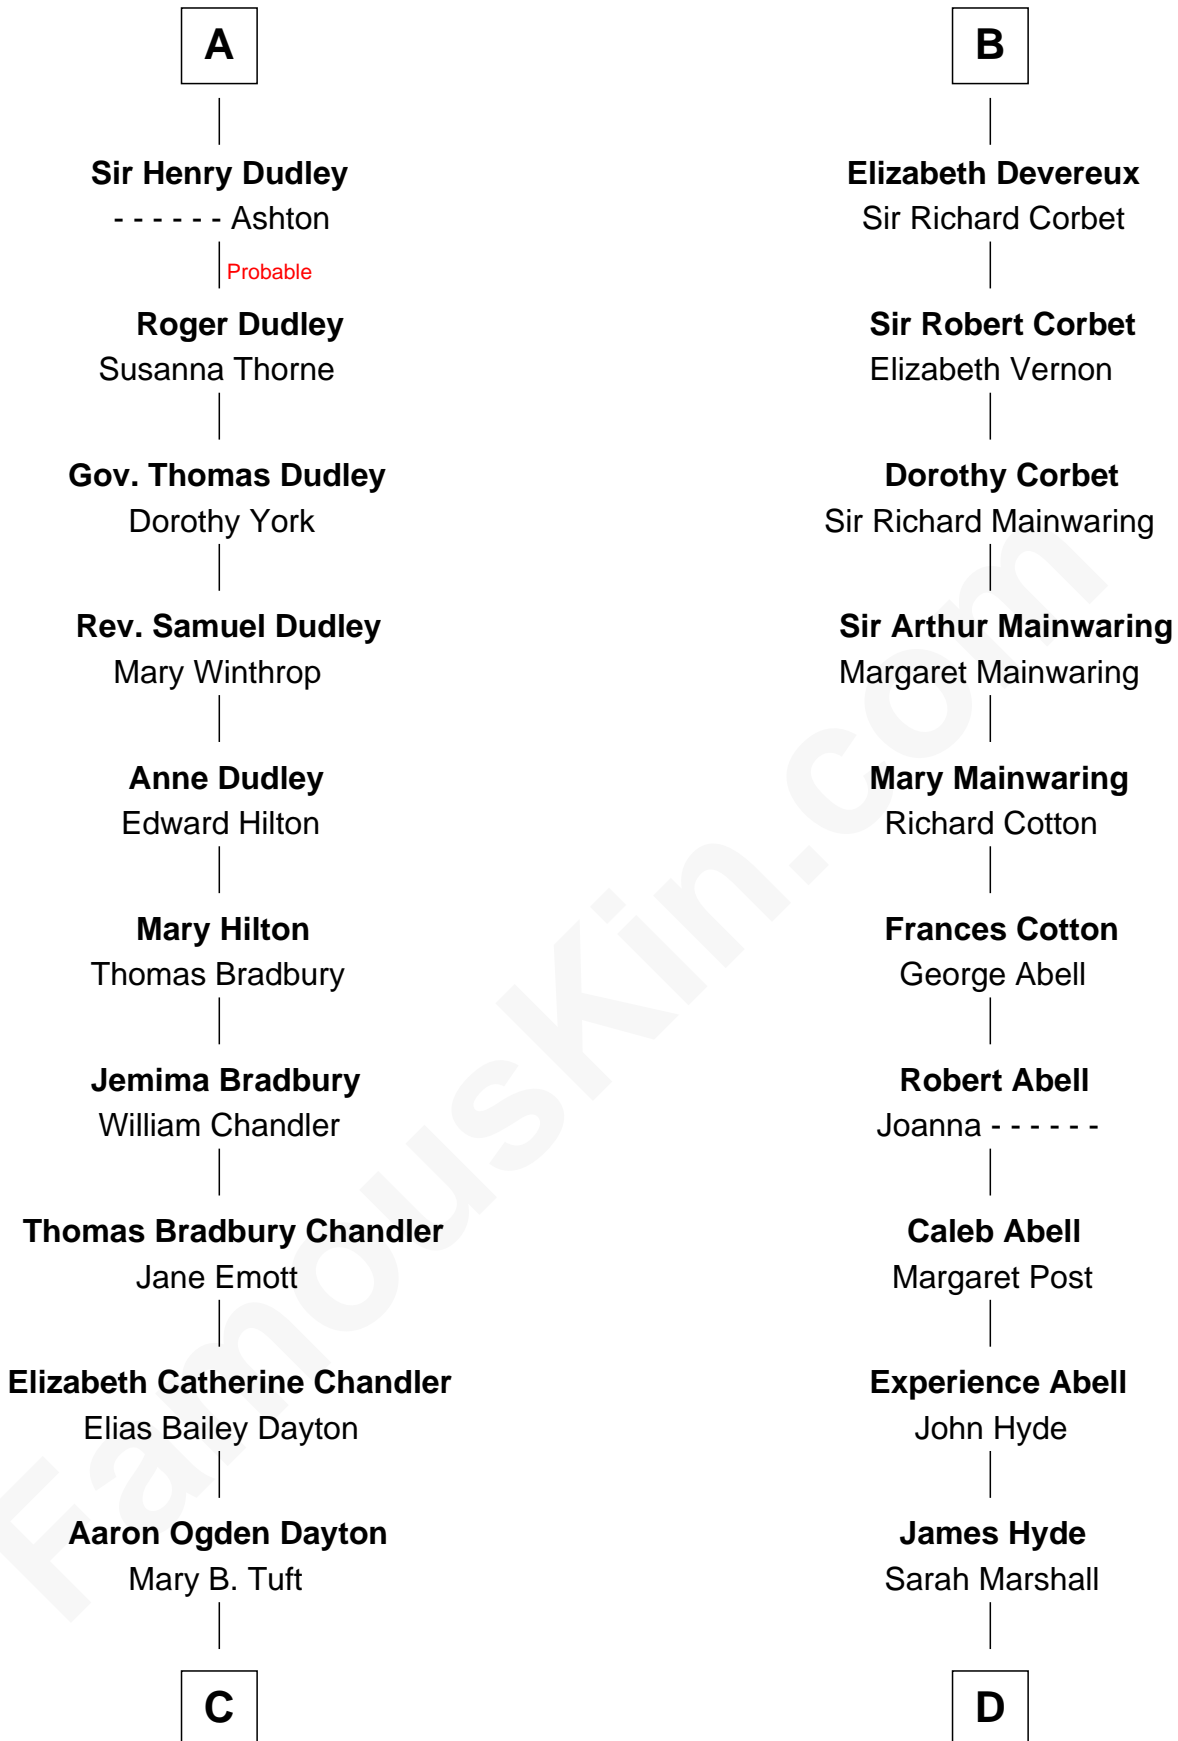 A
Sir Henry Dudley
- - - - - - Ashton
Probable
Roger Dudley
Susanna Thorne
Gov. Thomas Dudley
Dorothy York
Rev. Samuel Dudley
Mary Winthrop
Anne Dudley
Edward Hilton
Mary Hilton
Thomas Bradbury
Jemima Bradbury
William Chandler
Thomas Bradbury Chandler
Jane Emott
Elizabeth Catherine Chandler
Elias Bailey Dayton
Aaron Ogden Dayton
Mary B. Tuft
C
B
Elizabeth Devereux
Sir Richard Corbet
Sir Robert Corbet
Elizabeth Vernon
Dorothy Corbet
Sir Richard Mainwaring
Sir Arthur Mainwaring
Margaret Mainwaring
Mary Mainwaring
Richard Cotton
Frances Cotton
George Abell
Robert Abell
Joanna - - - - - -
Caleb Abell
Margaret Post
Experience Abell
John Hyde
James Hyde
Sarah Marshall
D
FamousKin.com